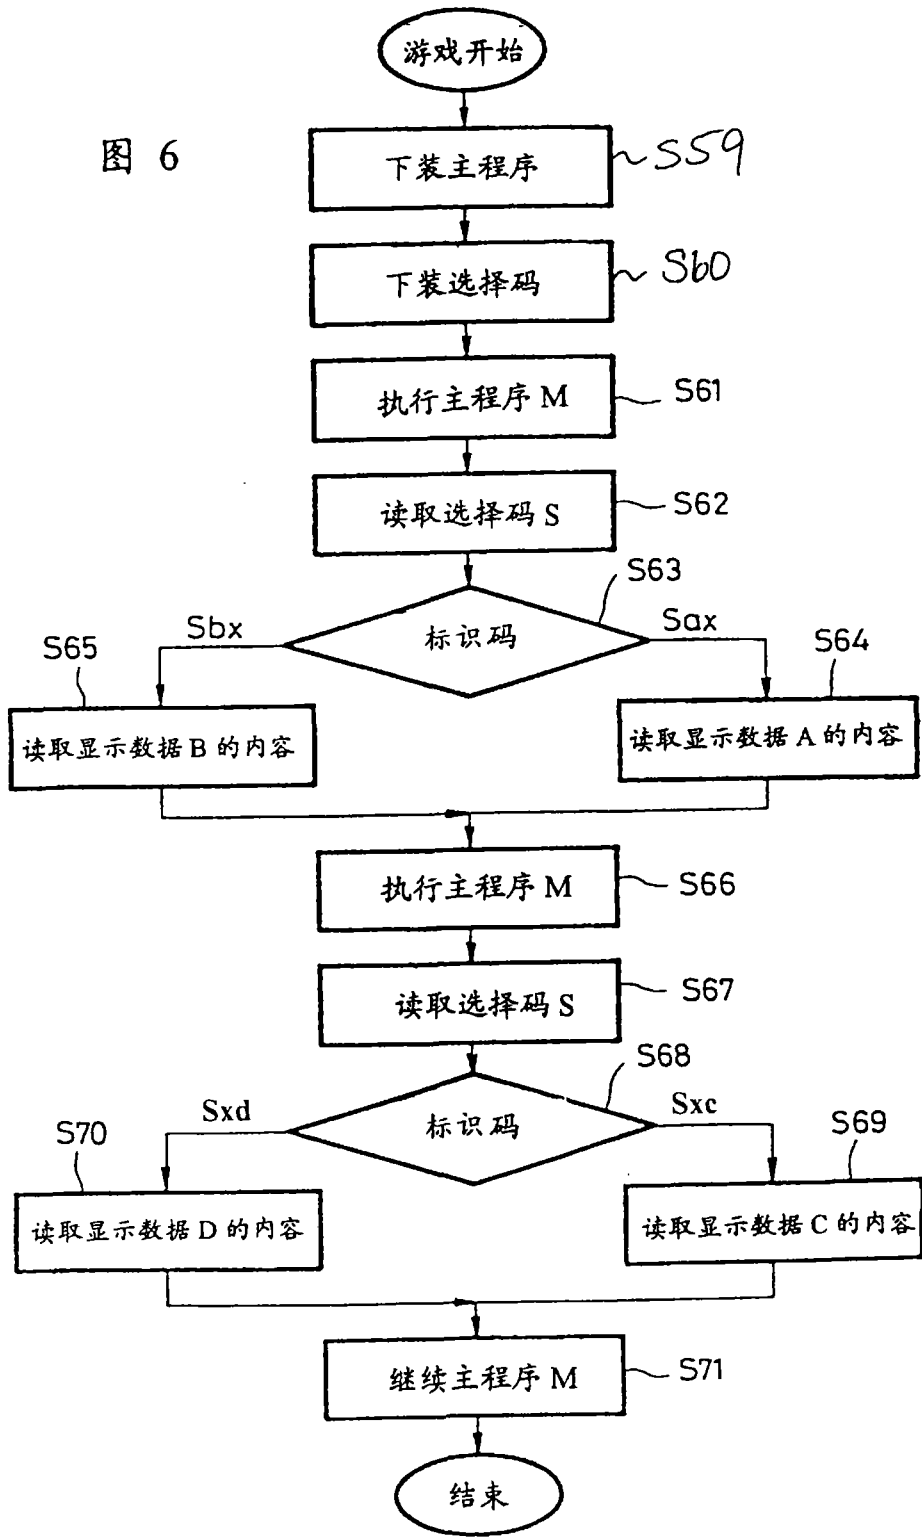 游戏开始
图 6
下装主程序
S59
下装选择码
S60
执行主程序 M
S61
读取选择码 S
S62
标识码
S63
Sbx
Sax
S65
S64
读取显示数据 B 的内容
读取显示数据 A 的内容
执行主程序 M
S66
读取选择码 S
S67
标识码
S68
Sxd
Sxc
S70
S69
读取显示数据 D 的内容
读取显示数据 C 的内容
继续主程序 M
S71
结束